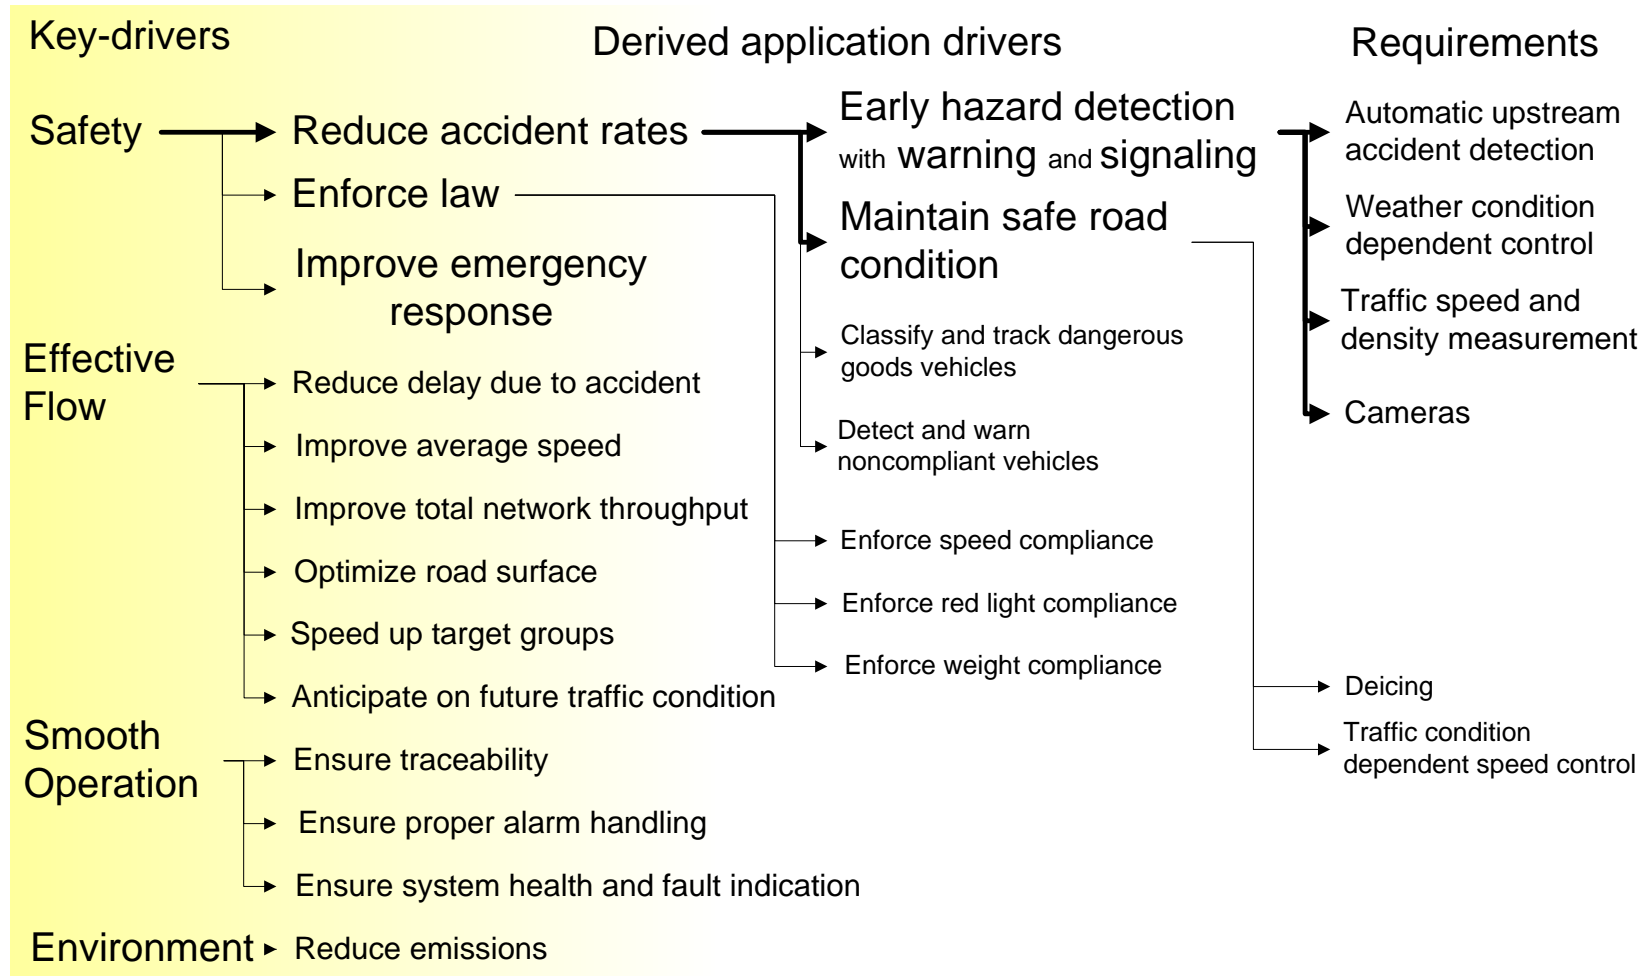 Key-drivers
Derived application drivers
Requirements
Safety
Reduce accident rates
Enforce law
Improve emergency
response
Early hazard detection
with warning and signaling
Maintain safe road
condition
Classify and track dangerous
goods vehicles
Detect and warn
noncompliant vehicles
Enforce speed compliance
Enforce red light compliance
Enforce weight compliance
Automatic upstream
accident detection
Weather condition
dependent control
Traffic speed and
density measurement
Cameras
Deicing
Traffic condition
dependent speed control
Effective
Flow
Reduce delay due to accident
Improve average speed
Improve total network throughput
Optimize road surface
Speed up target groups
Anticipate on future traffic condition
Smooth
Operation
Ensure traceability
Ensure proper alarm handling
Ensure system health and fault indication
Environment
Reduce emissions